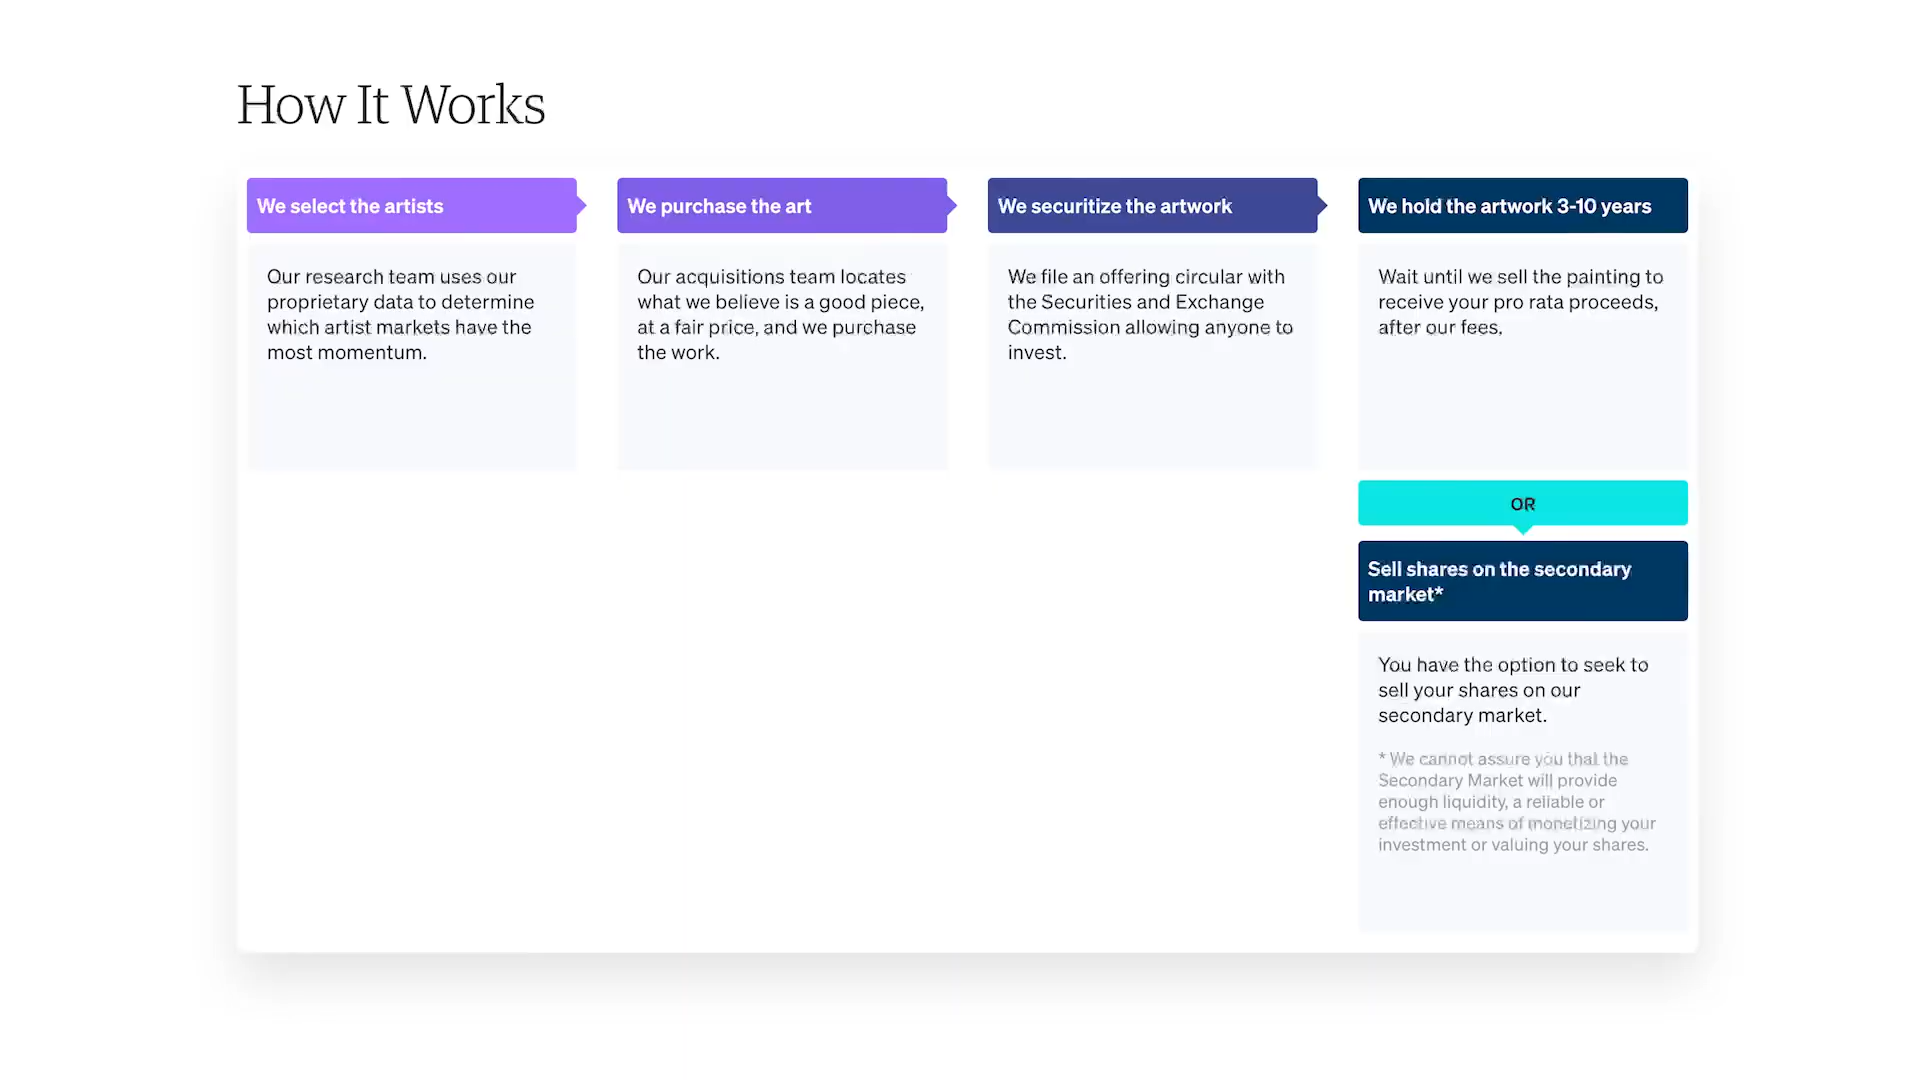 How It Works
We select the artists
Our research team uses our
proprietary data to determine
which artist markets have the
most momentum.
We purchase the art
Our acquisitions team locates
what we believe is a good piece,
at a fair price, and we purchase
the work.
We securitize the artwork
We file an offering circular with
the Securities and Exchange
Commission allowing anyone to
invest.
We hold the artwork 3-10 years
Wait until we sell the painting to
receive your pro rata proceeds,
after our fees.
OR
Sell shares on the secondary
market*
You have the option to seek to
sell your shares on our
secondary market.
* We cannot assure you that the
Secondary Market will provide
enough liquidity, a reliable or
effective means of monetizing your
investment or valuing your shares.